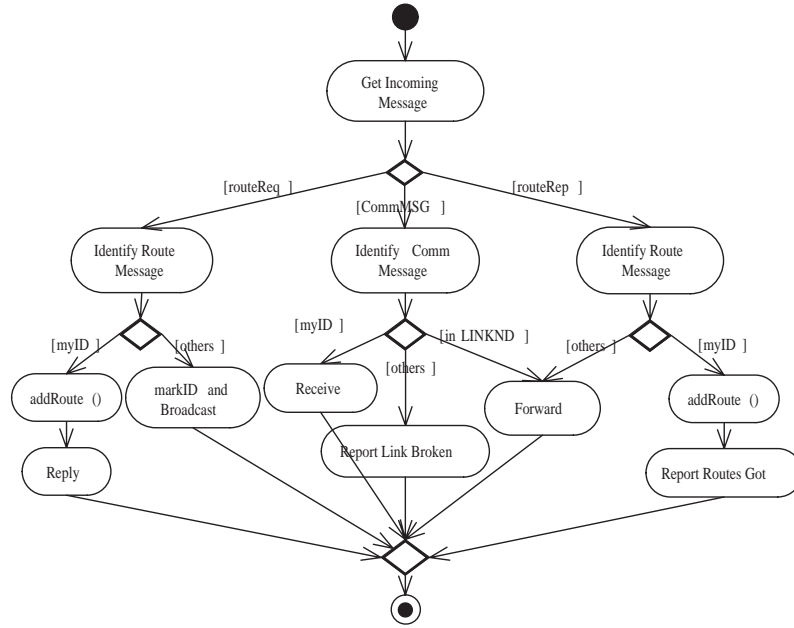 Get Incoming
Message
[routeReq ]
[CommMSG ]
[routeRep ]
Identify Route
Message
Identify Comm
Message
Identify Route
Message
[myID ]
[others ]
[myID ]
[others ]
[in LINKND ]
[others ]
[myID ]
addRoute ()
markID and
Broadcast
Receive
Forward
addRoute ()
Reply
Report Link Broken
Report Routes Got